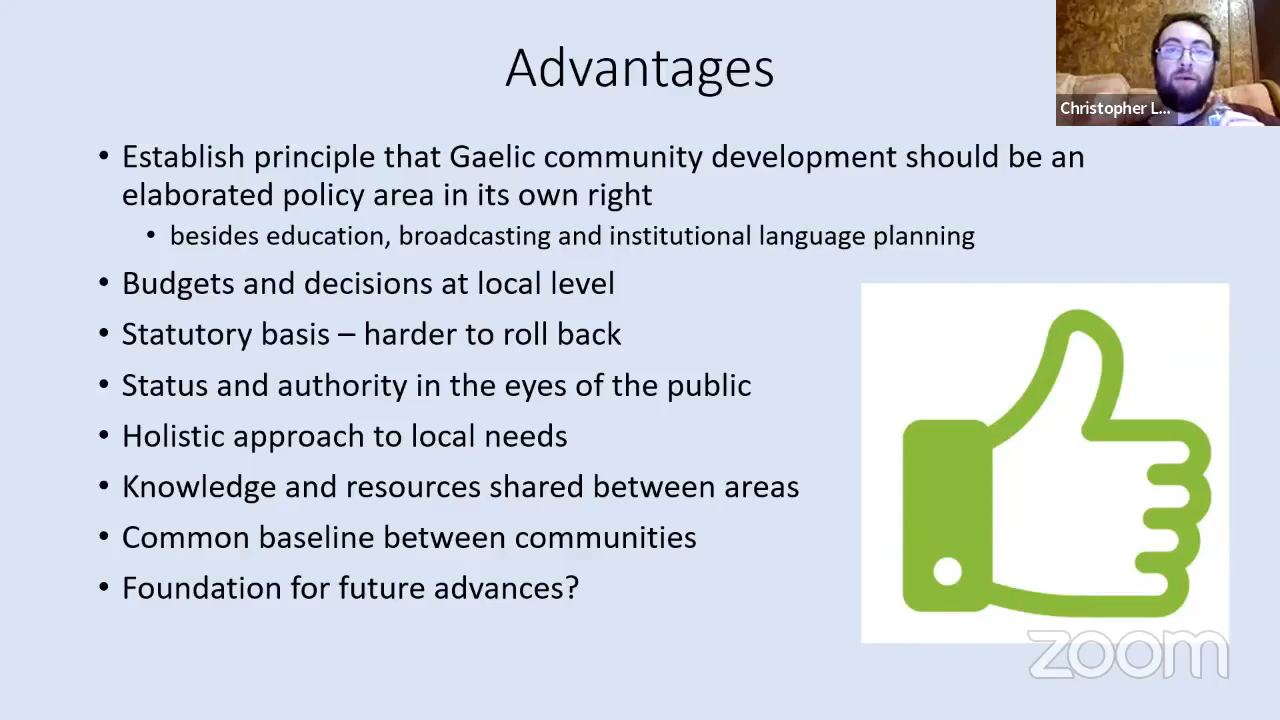 Advantages
Christopher L...
• Establish principle that Gaelic community development should be an
elaborated policy area in its own right
• besides education, broadcasting and institutional language planning
• Budgets and decisions at local level
• Statutory basis – harder to roll back
• Status and authority in the eyes of the public
• Holistic approach to local needs
• Knowledge and resources shared between areas
• Common baseline between communities
• Foundation for future advances?
zoom